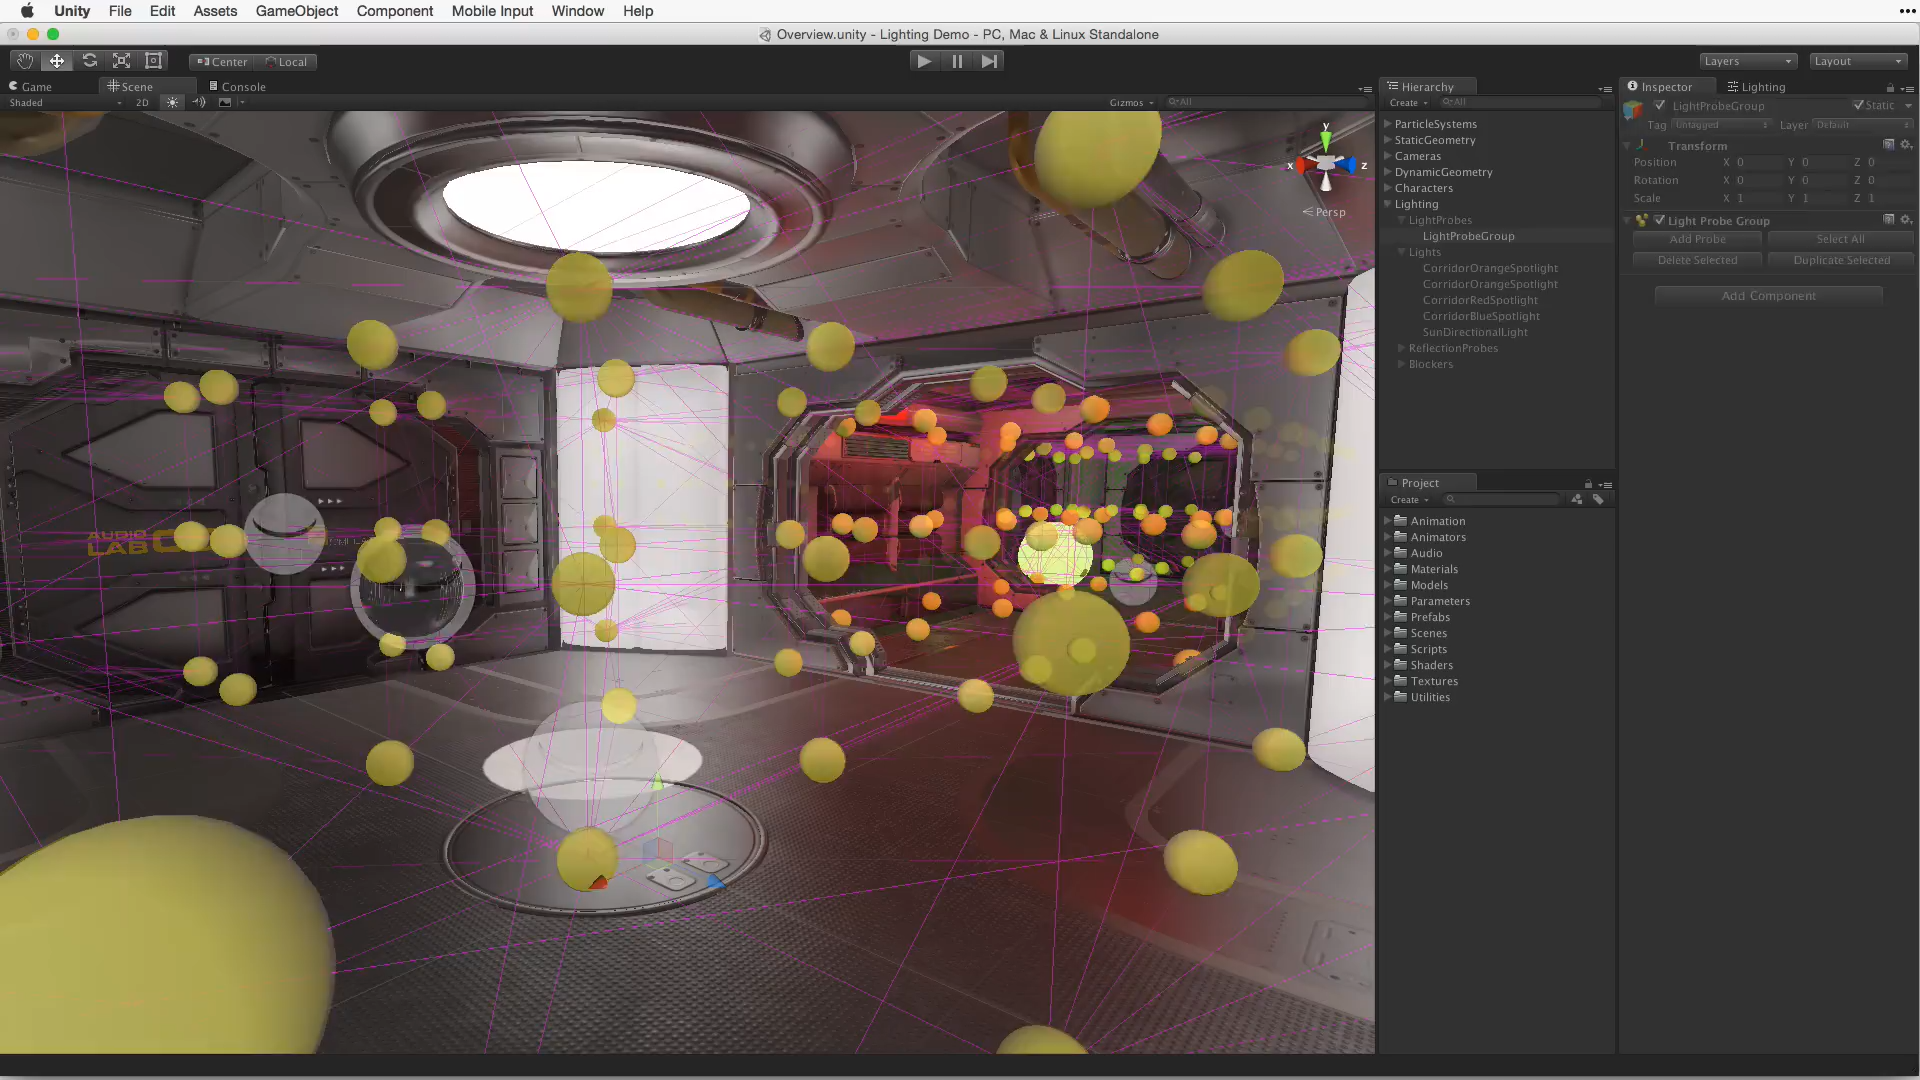 Unity File Edit Assets GameObject Component Mobile Input Window Help
Overview.unity - Lighting Demo - PC, Mac & Linux Standalone
Center Local
Layers Layout
Game Scene Console
Shaded 2D Gizmos All
y
x z
Persp
AUDIO
LAB
Hierarchy
Create All
ParticleSystems
StaticGeometry
Cameras
DynamicGeometry
Characters
Lighting
LightProbes
LightProbeGroup
Lights
CorridorOrangeSpotlight
CorridorOrangeSpotlight
CorridorRedSpotlight
CorridorBlueSpotlight
SunDirectionalLight
ReflectionProbes
Blockers
Project
Create
Animation
Animators
Audio
Materials
Models
Parameters
Prefabs
Scenes
Scripts
Shaders
Textures
Utilities
Inspector Lighting
LightProbeGroup Static
Tag Untagged Layer Default
Transform
Position X 0 Y 0 Z 0
Rotation X 0 Y 0 Z 0
Scale X 1 Y 1 Z 1
Light Probe Group
Add Probe Select All
Delete Selected Duplicate Selected
Add Component